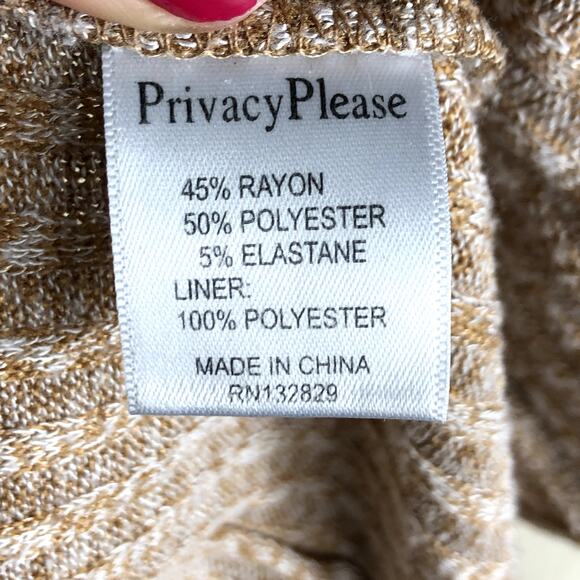 PrivacyPlease
45% RAYON
50% POLYESTER
5% ELASTANE
LINER:
100% POLYESTER
MADE IN CHINA
RN132829